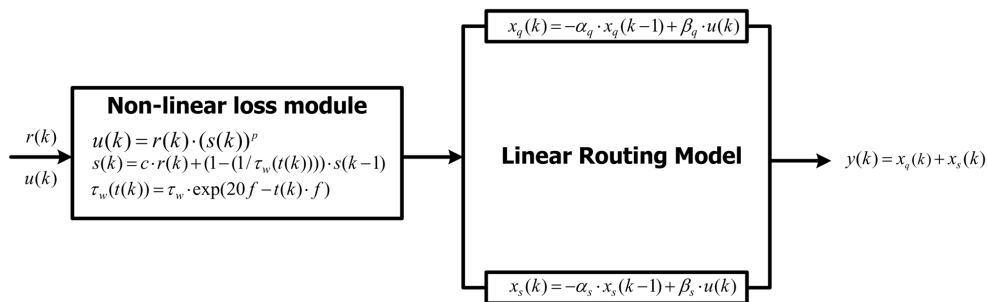 r(k)
u(k)
Non-linear loss module
u(k) = r(k)·(s(k))^p
s(k) = c·r(k)+(1−(1/τ_w(t(k))))·s(k−1)
τ_w(t(k)) = τ_w·exp(20f−t(k)·f)
x_q(k) = −α_q·x_q(k−1)+β_q·u(k)
Linear Routing Model
x_s(k) = −α_s·x_s(k−1)+β_s·u(k)
y(k) = x_q(k)+x_s(k)